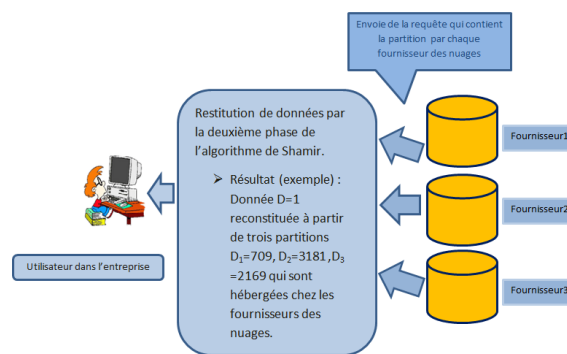 Envoie de la requête qui contient
la partition par chaque
fournisseur des nuages
Restitution de données par
la deuxième phase de
l'algorithme de Shamir.
➤ Résultat (exemple) :
Donnée D=1
reconstituée à partir
de trois partitions
D₁=709, D₂=3181 ,D₃
=2169 qui sont
hébergées chez les
fournisseurs des
nuages.
Fournisseur1
Fournisseur2
Fournisseur3
Utilisateur dans l'entreprise